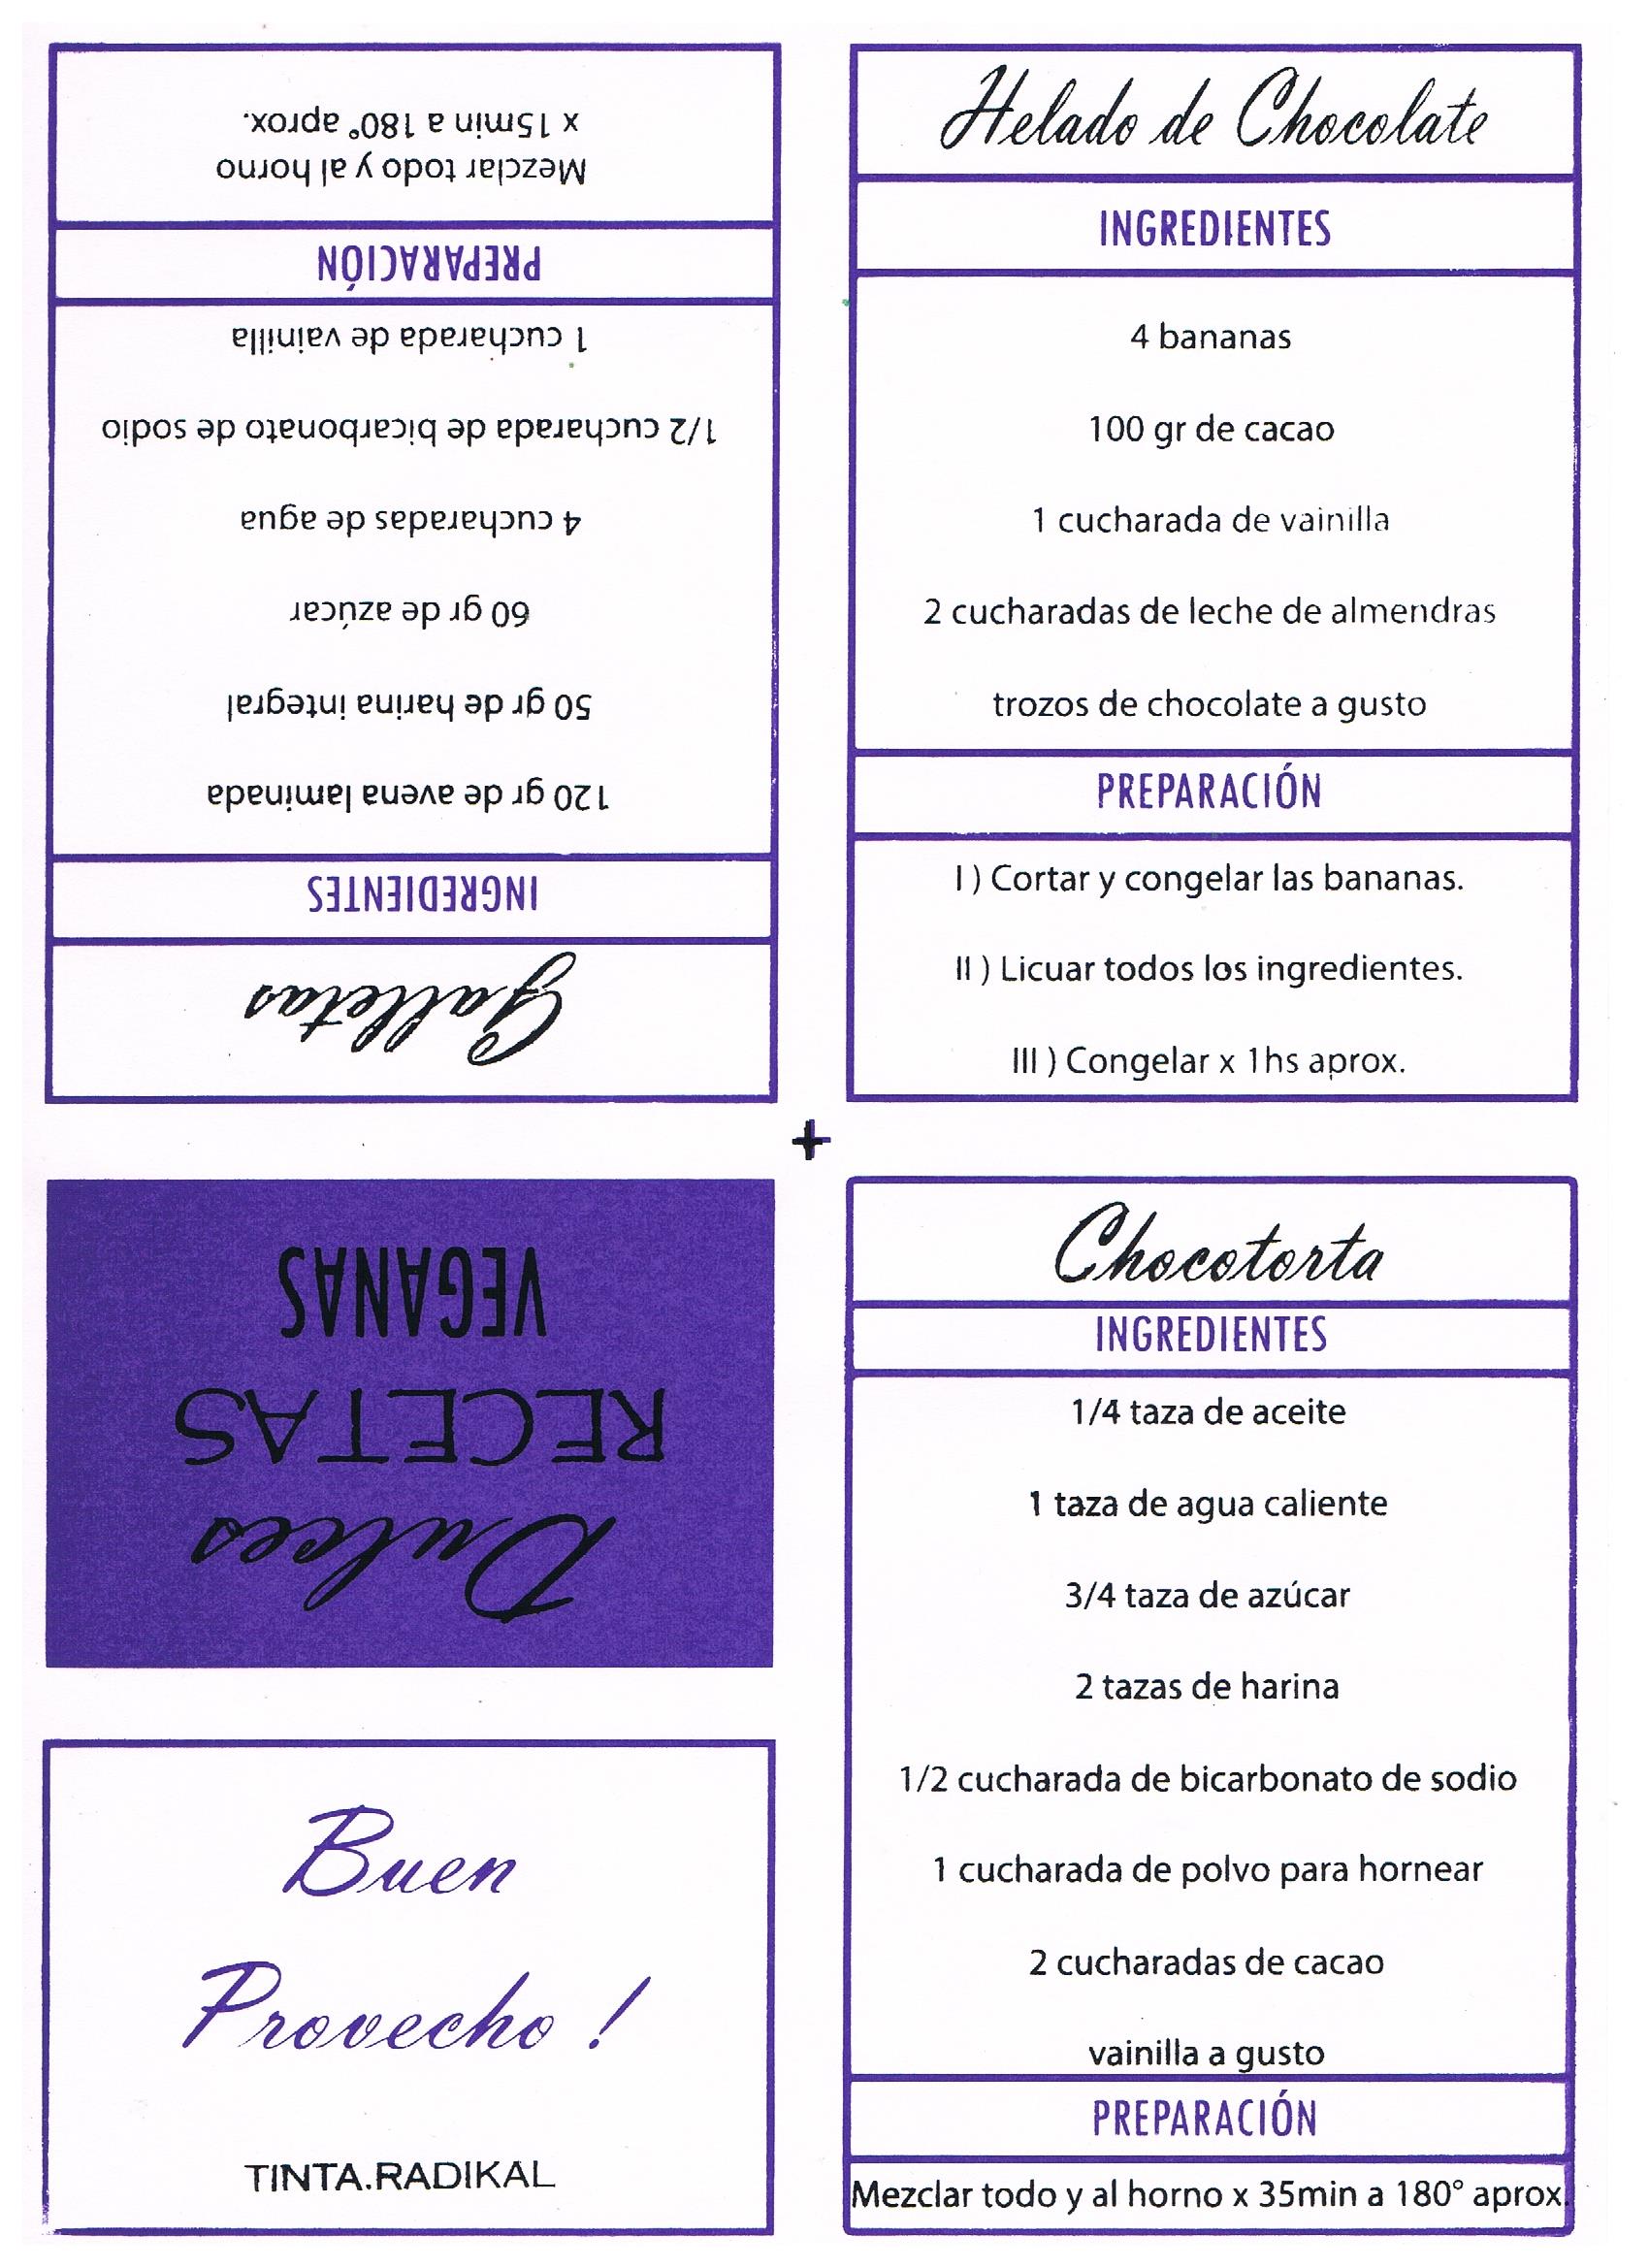 Dulces
RECETAS
VEGANAS
Galletas
INGREDIENTES
120 gr de avena laminada
50 gr de harina integral
60 gr de azúcar
4 cucharadas de agua
1/2 cucharada de bicarbonato de sodio
1 cucharada de vainilla
PREPARACIÓN
Mezclar todo y al horno
x 15min a 180° aprox.
Helado de Chocolate
INGREDIENTES
4 bananas
100 gr de cacao
1 cucharada de vainilla
2 cucharadas de leche de almendras
trozos de chocolate a gusto
PREPARACIÓN
I ) Cortar y congelar las bananas.
II ) Licuar todos los ingredientes.
III ) Congelar x 1hs aprox.
Chocotorta
INGREDIENTES
1/4 taza de aceite
1 taza de agua caliente
3/4 taza de azúcar
2 tazas de harina
1/2 cucharada de bicarbonato de sodio
1 cucharada de polvo para hornear
2 cucharadas de cacao
vainilla a gusto
PREPARACIÓN
Mezclar todo y al horno x 35min a 180° aprox.
Buen
Provecho !
TINTA.RADIKAL